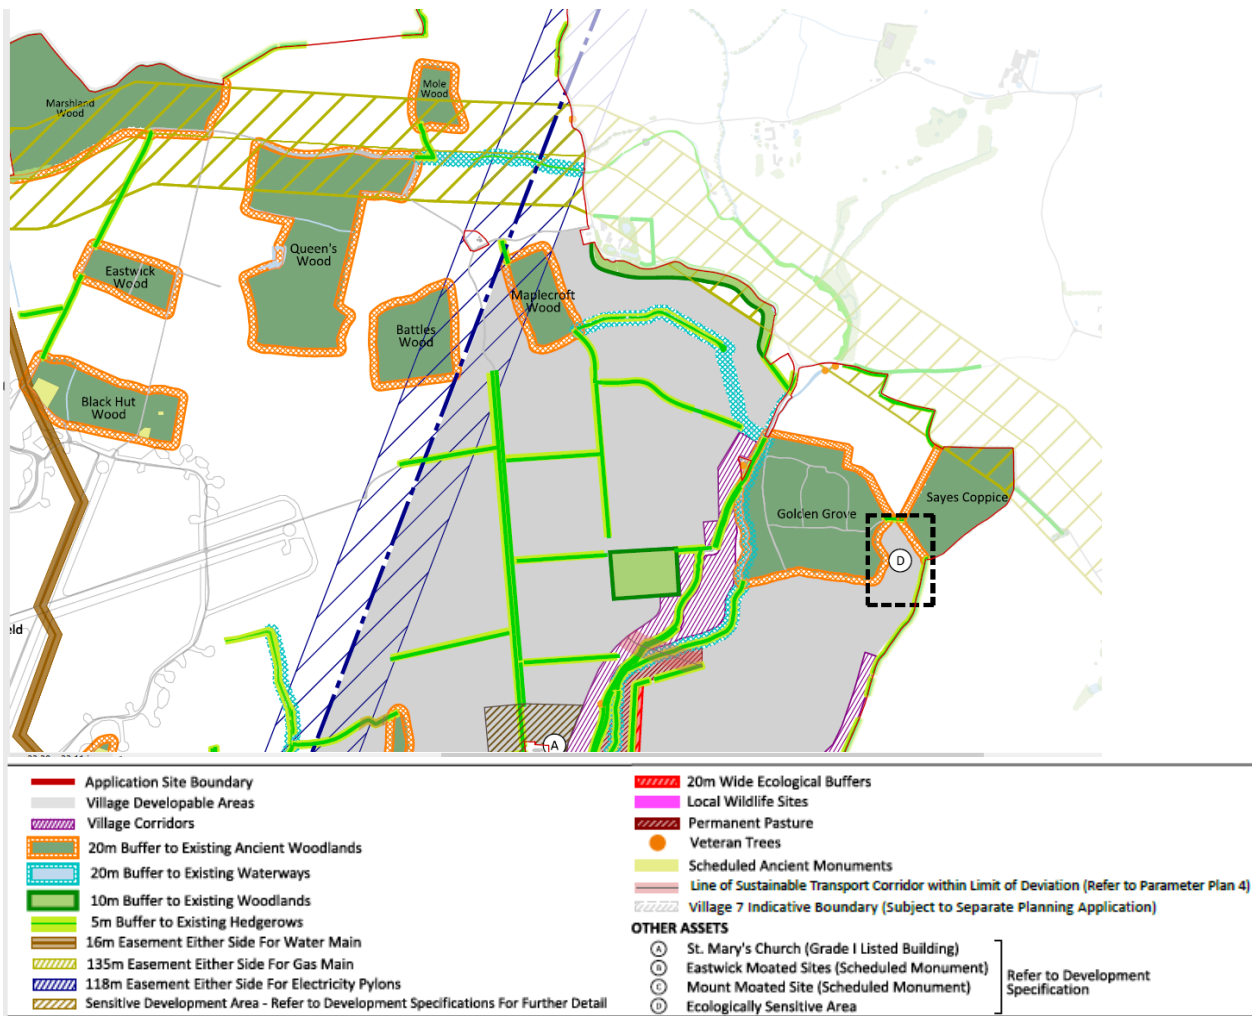 Marshland
Wood
Mole
Wood
Queen's
Wood
Eastwick
Wood
Maplecroft
Wood
Battles
Wood
Black Hut
Wood
Golden Grove
Sayes Coppice
D
eld
A
Application Site Boundary
Village Developable Areas
Village Corridors
20m Buffer to Existing Ancient Woodlands
20m Buffer to Existing Waterways
10m Buffer to Existing Woodlands
5m Buffer to Existing Hedgerows
16m Easement Either Side For Water Main
135m Easement Either Side For Gas Main
118m Easement Either Side For Electricity Pylons
Sensitive Development Area - Refer to Development Specifications For Further Detail
20m Wide Ecological Buffers
Local Wildlife Sites
Permanent Pasture
Veteran Trees
Scheduled Ancient Monuments
Line of Sustainable Transport Corridor within Limit of Deviation (Refer to Parameter Plan 4)
Village 7 Indicative Boundary (Subject to Separate Planning Application)
OTHER ASSETS
A St. Mary's Church (Grade I Listed Building)
B Eastwick Moated Sites (Scheduled Monument)
C Mount Moated Site (Scheduled Monument)
D Ecologically Sensitive Area
Refer to Development
Specification